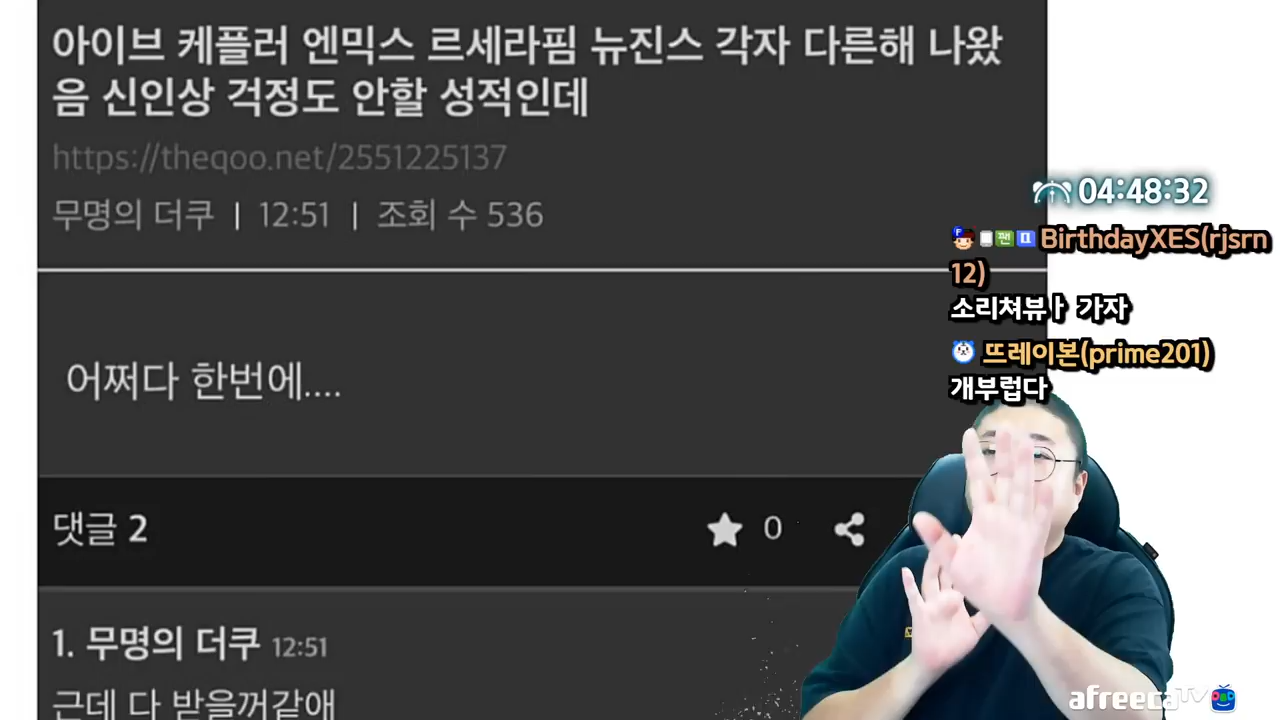 아이브 케플러 엔믹스 르세라핌 뉴진스 각자 다른해 나왔
음 신인상 걱정도 안할 성적인데
https://theqoo.net/2551225137
무명의 더쿠 | 12:51 | 조회 수 536
어쩌다 한번에....
댓글 2
0
1. 무명의 더쿠 12:51
근데 다 받을꺼같애
04:48:32
F 팬 BirthdayXES(rjsrn
12)
소리쳐뷰ㅏ 가자
뜨레이본(prime201)
개부럽다
afreecaTV